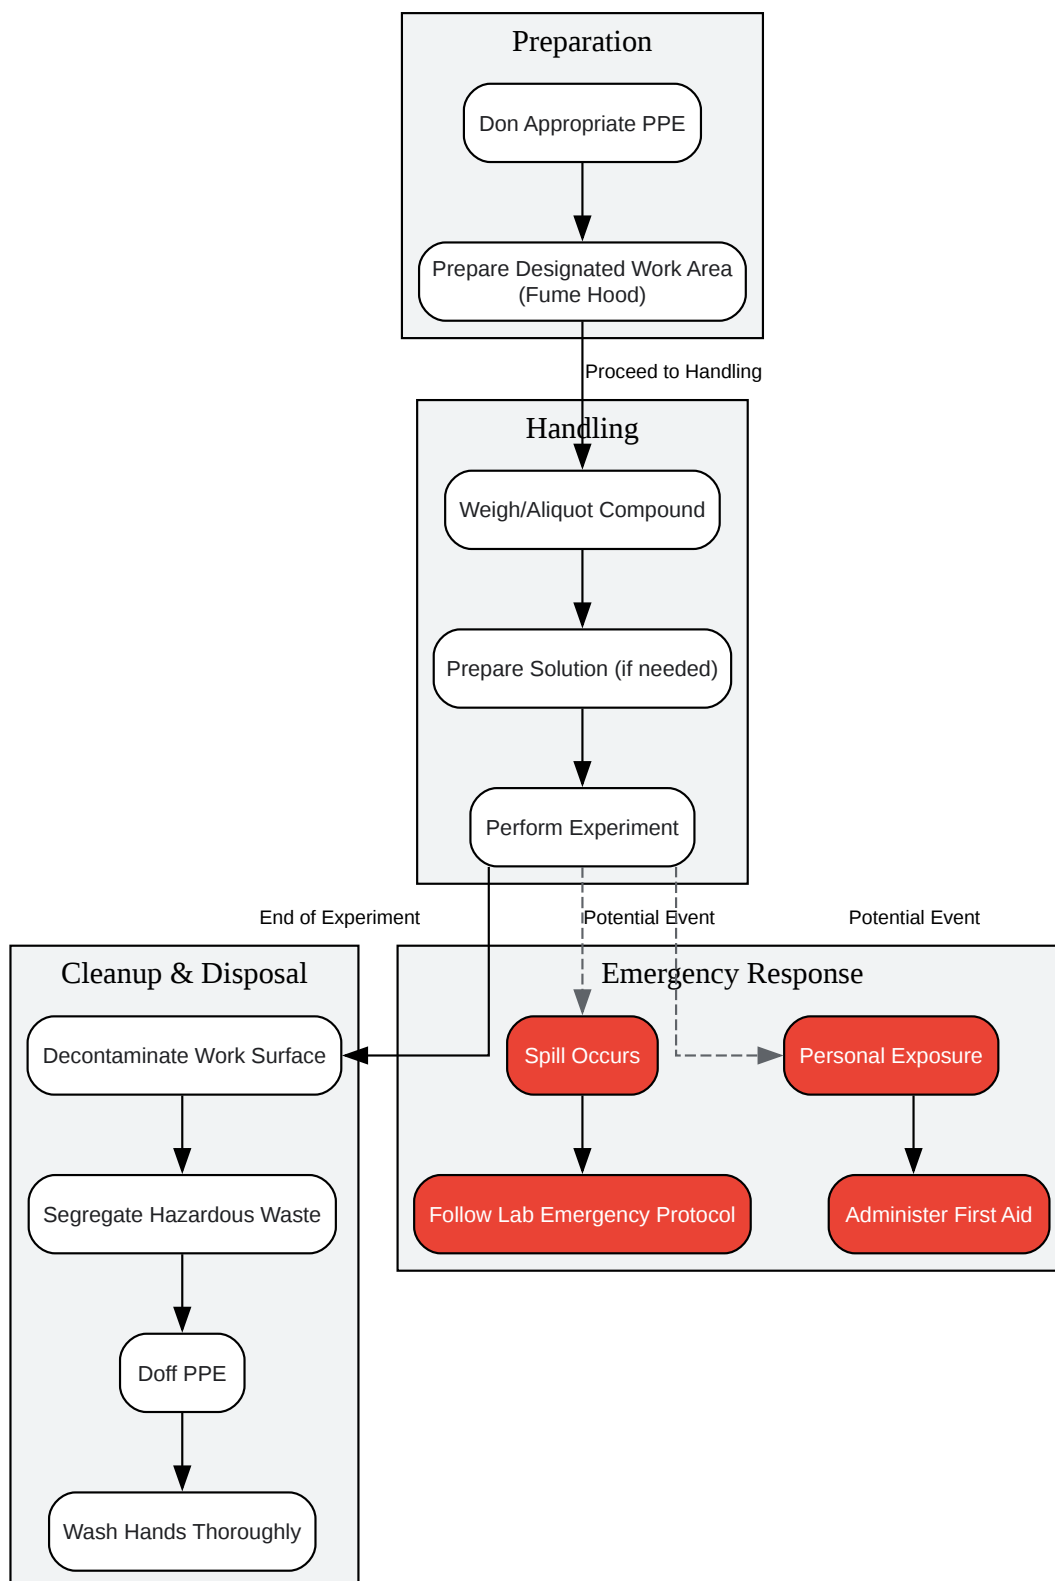 Preparation
Don Appropriate PPE
Prepare Designated Work Area
(Fume Hood)
Proceed to Handling
Handling
Weigh/Aliquot Compound
Prepare Solution (if needed)
Perform Experiment
End of Experiment
Potential Event
Potential Event
Cleanup & Disposal
Decontaminate Work Surface
Segregate Hazardous Waste
Doff PPE
Wash Hands Thoroughly
Emergency Response
Spill Occurs
Personal Exposure
Follow Lab Emergency Protocol
Administer First Aid